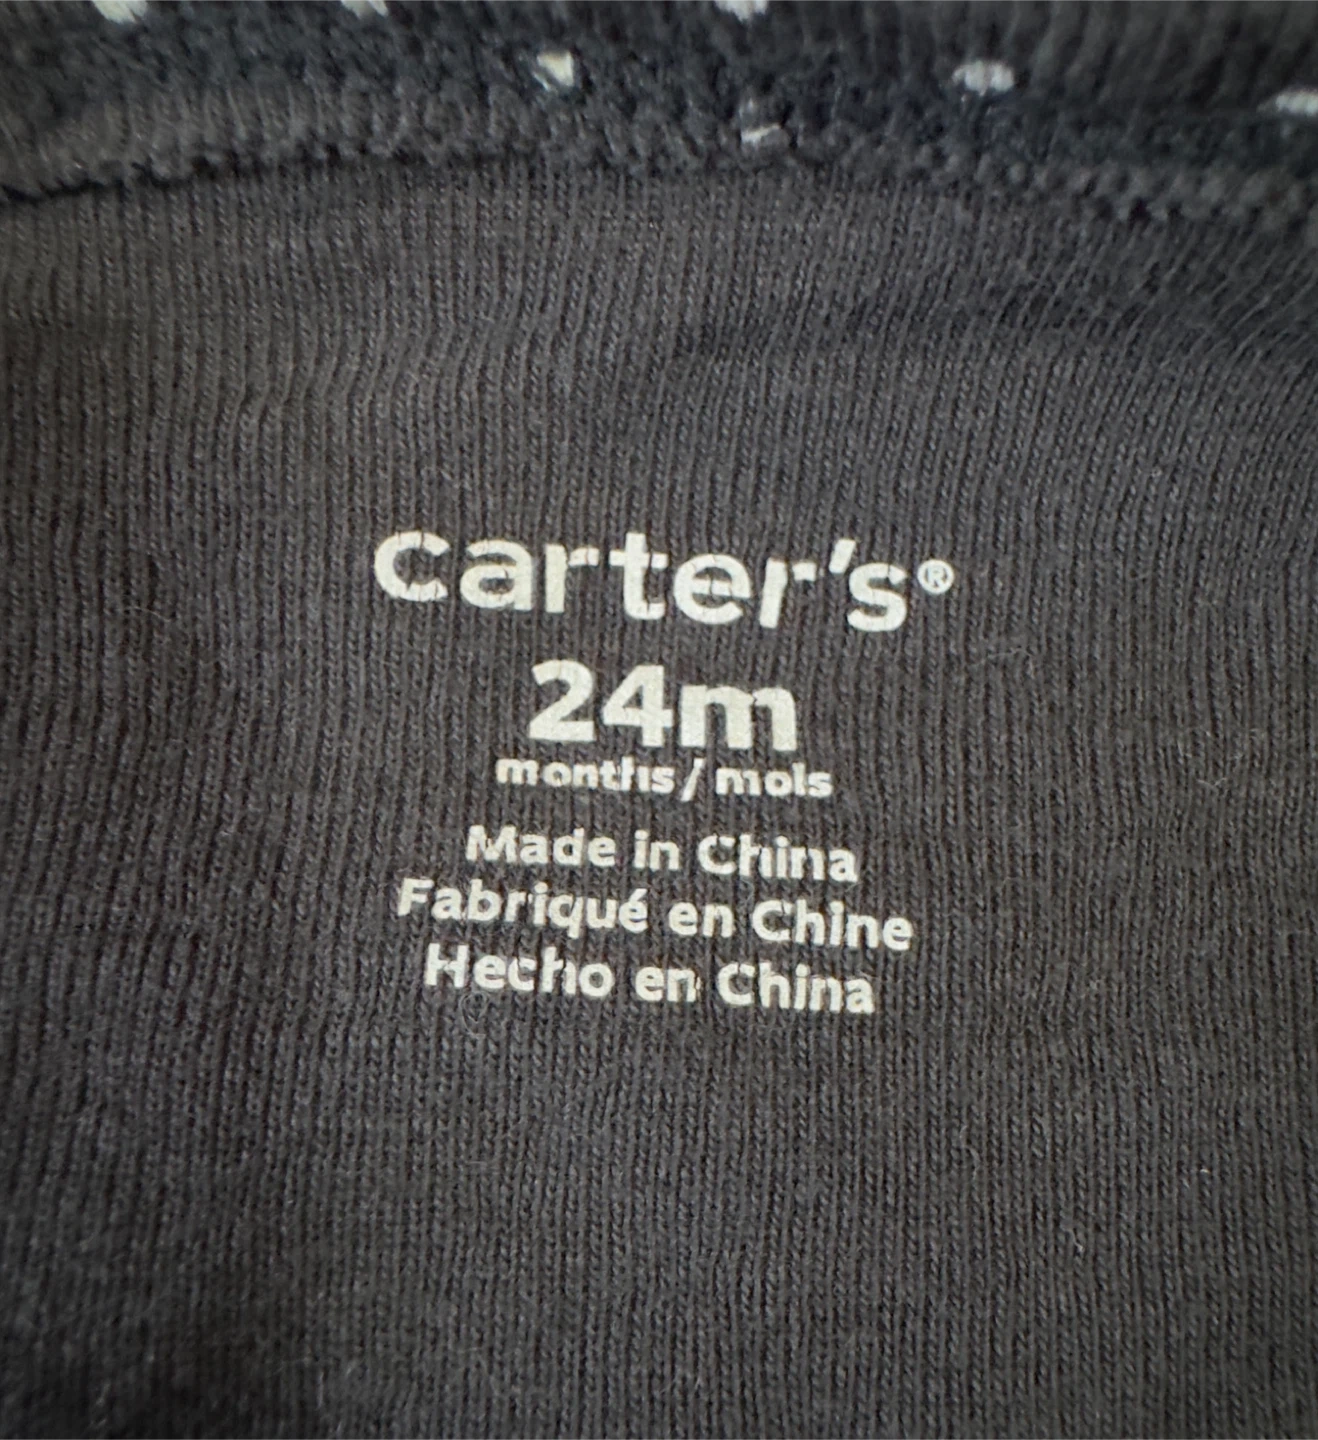 carter's®
24m
months / mois
Made in China
Fabriqué en Chine
Hecho en China